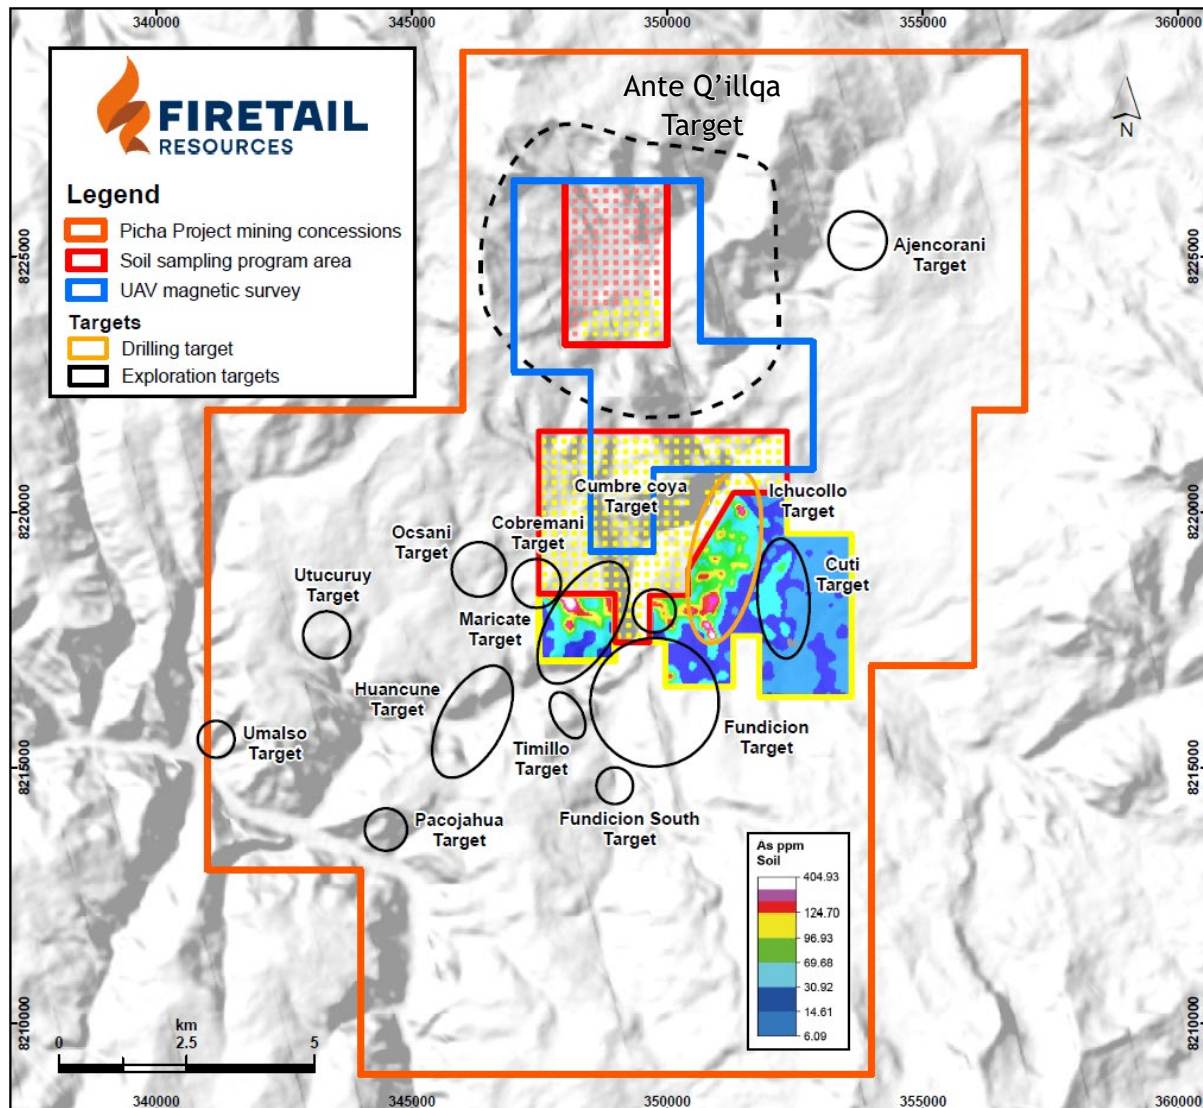 340000
345000
350000
355000
360000
FIRETAIL
RESOURCES
Legend
Picha Project mining concessions
Soil sampling program area
UAV magnetic survey
Targets
Drilling target
Exploration targets
Ante Q'illqa
Target
N
8225000
8225000
Ajencorani
Target
8220000
8220000
Cumbre coya
Target
Ichucollo
Target
Cobremani
Target
Ocsani
Target
Cuti
Target
Utucuruy
Target
Maricate
Target
Huancune
Target
Umalso
Target
Timillo
Target
Fundicion
Target
8215000
8215000
Pacojahua
Target
Fundicion South
Target
As ppm
Soil
404.93
124.70
96.93
69.68
30.92
14.61
6.09
8210000
8210000
km
0
2.5
5
340000
345000
350000
355000
360000